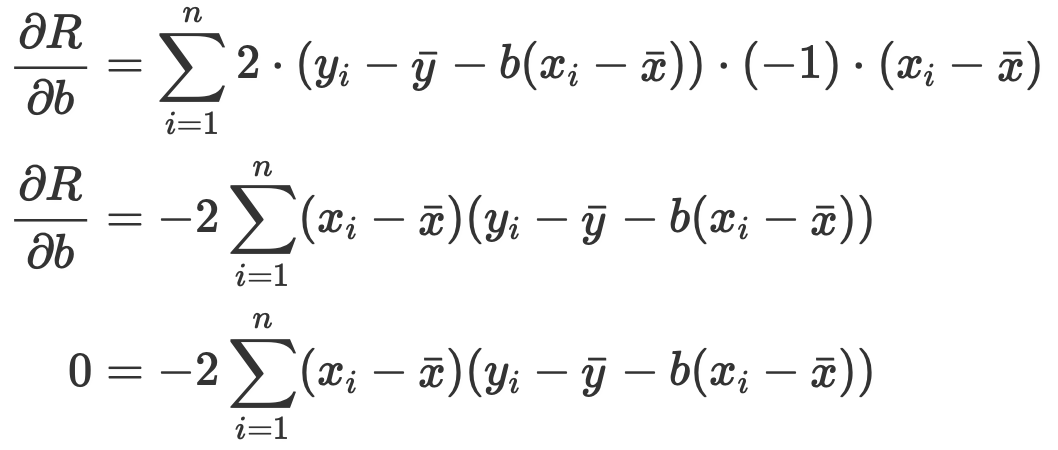 ∂R/∂b = ∑_{i=1}^{n} 2 · (y_i − ȳ − b(x_i − x̄)) · (−1) · (x_i − x̄)
∂R/∂b = −2 ∑_{i=1}^{n} (x_i − x̄)(y_i − ȳ − b(x_i − x̄))
0 = −2 ∑_{i=1}^{n} (x_i − x̄)(y_i − ȳ − b(x_i − x̄))